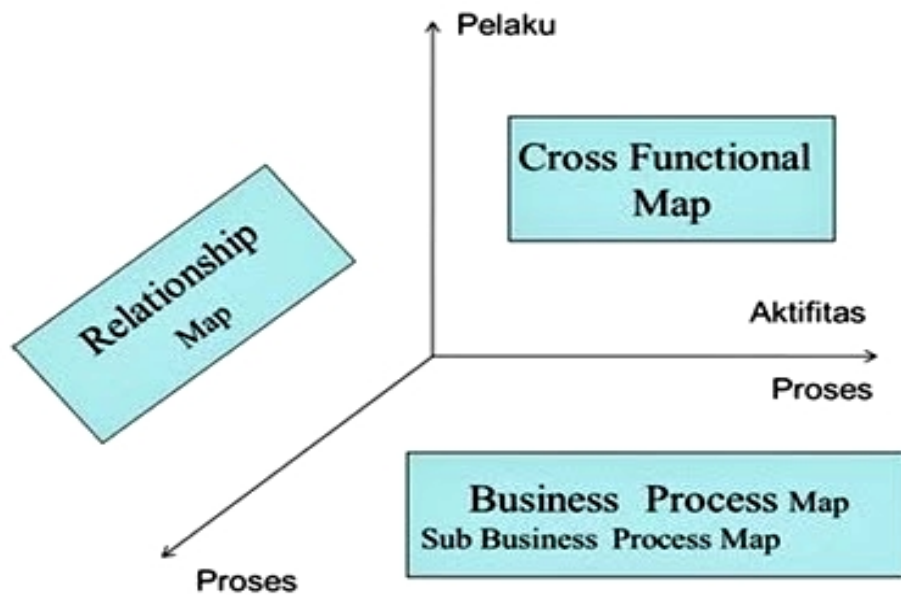 Pelaku
Cross Functional
Map
Relationship
Map
Aktifitas
Proses
Business Process Map
Sub Business Process Map
Proses